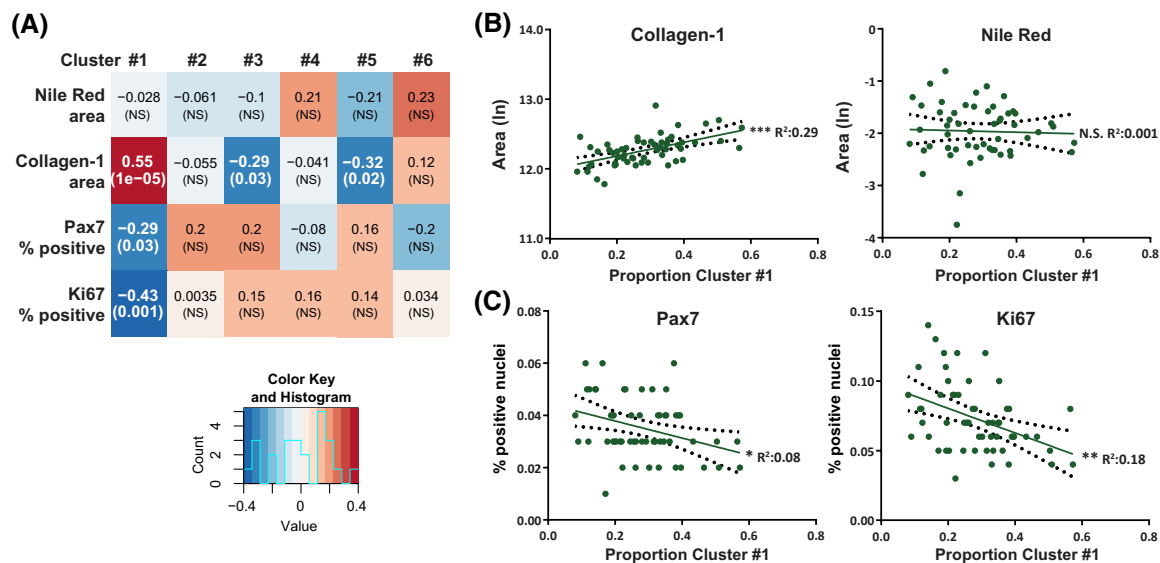 (A)
Cluster #1 #2 #3 #4 #5 #6
Nile Red
area
−0.028 −0.061 −0.1 0.21 −0.21 0.23
(NS) (NS) (NS) (NS) (NS) (NS)
Collagen-1
area
0.55 −0.055 −0.29 −0.041 −0.32 0.12
(1e−05) (NS) (0.03) (NS) (0.02) (NS)
Pax7
% positive
−0.29 0.2 0.2 −0.08 0.16 −0.2
(0.03) (NS) (NS) (NS) (NS) (NS)
Ki67
% positive
−0.43 0.0035 0.15 0.16 0.14 0.034
(0.001) (NS) (NS) (NS) (NS) (NS)
Color Key
and Histogram
Count
4
2
0
−0.4 0 0.4
Value
(B)
Collagen-1
Area (ln)
14.0
13.0
12.0
11.0
*** R²:0.29
0.0 0.2 0.4 0.6 0.8
Proportion Cluster #1
Nile Red
Area (ln)
0
−1
−2
−3
−4
N.S. R²:0.001
0.0 0.2 0.4 0.6 0.8
Proportion Cluster #1
(C)
Pax7
% positive nuclei
0.08
0.06
0.04
0.02
0.00
* R²:0.08
0.0 0.2 0.4 0.6 0.8
Proportion Cluster #1
Ki67
% positive nuclei
0.15
0.10
0.05
0.00
** R²:0.18
0.0 0.2 0.4 0.6 0.8
Proportion Cluster #1